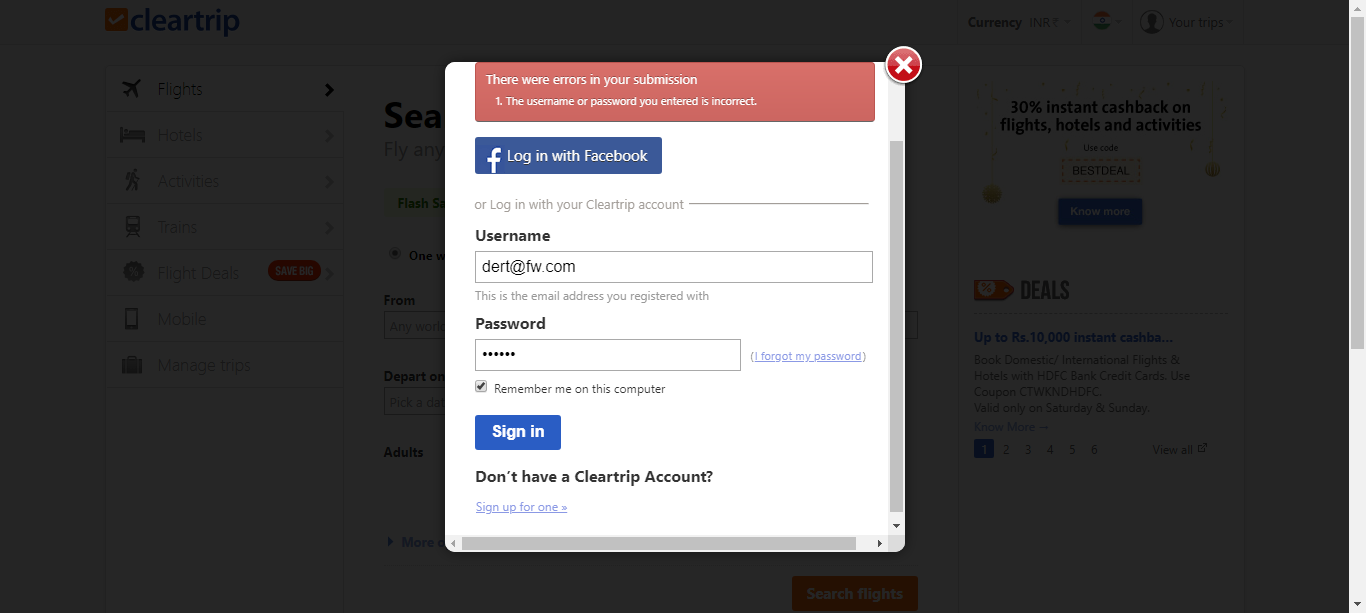 cleartrip
Currency INR₹
Your trips
Flights
Hotels
Activities
Trains
Flight Deals SAVE BIG
Mobile
Manage trips
Sea
Fly any
Flash Sa
One w
From
Any worl
Depart on
Pick a dat
Adults
More o
Search flights
There were errors in your submission
1. The username or password you entered is incorrect.
f Log in with Facebook
or Log in with your Cleartrip account
Username
dert@fw.com
This is the email address you registered with
Password
•••••• (I forgot my password)
Remember me on this computer
Sign in
Don't have a Cleartrip Account?
Sign up for one »
30% instant cashback on
flights, hotels and activities
Use code
BESTDEAL
Know more
% DEALS
Up to Rs.10,000 instant cashba...
Book Domestic/ International Flights &
Hotels with HDFC Bank Credit Cards. Use
Coupon CTWKNDHDFC.
Valid only on Saturday & Sunday.
Know More →
1 2 3 4 5 6 View all